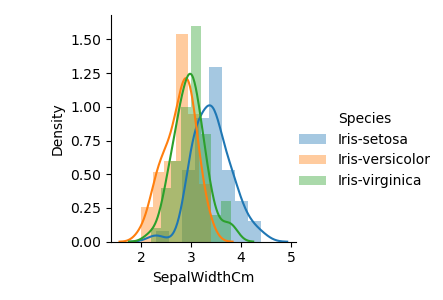 1.50
1.25
1.00
0.75
0.50
0.25
0.00
Density
2 3 4 5
SepalWidthCm
Species
Iris-setosa
Iris-versicolor
Iris-virginica